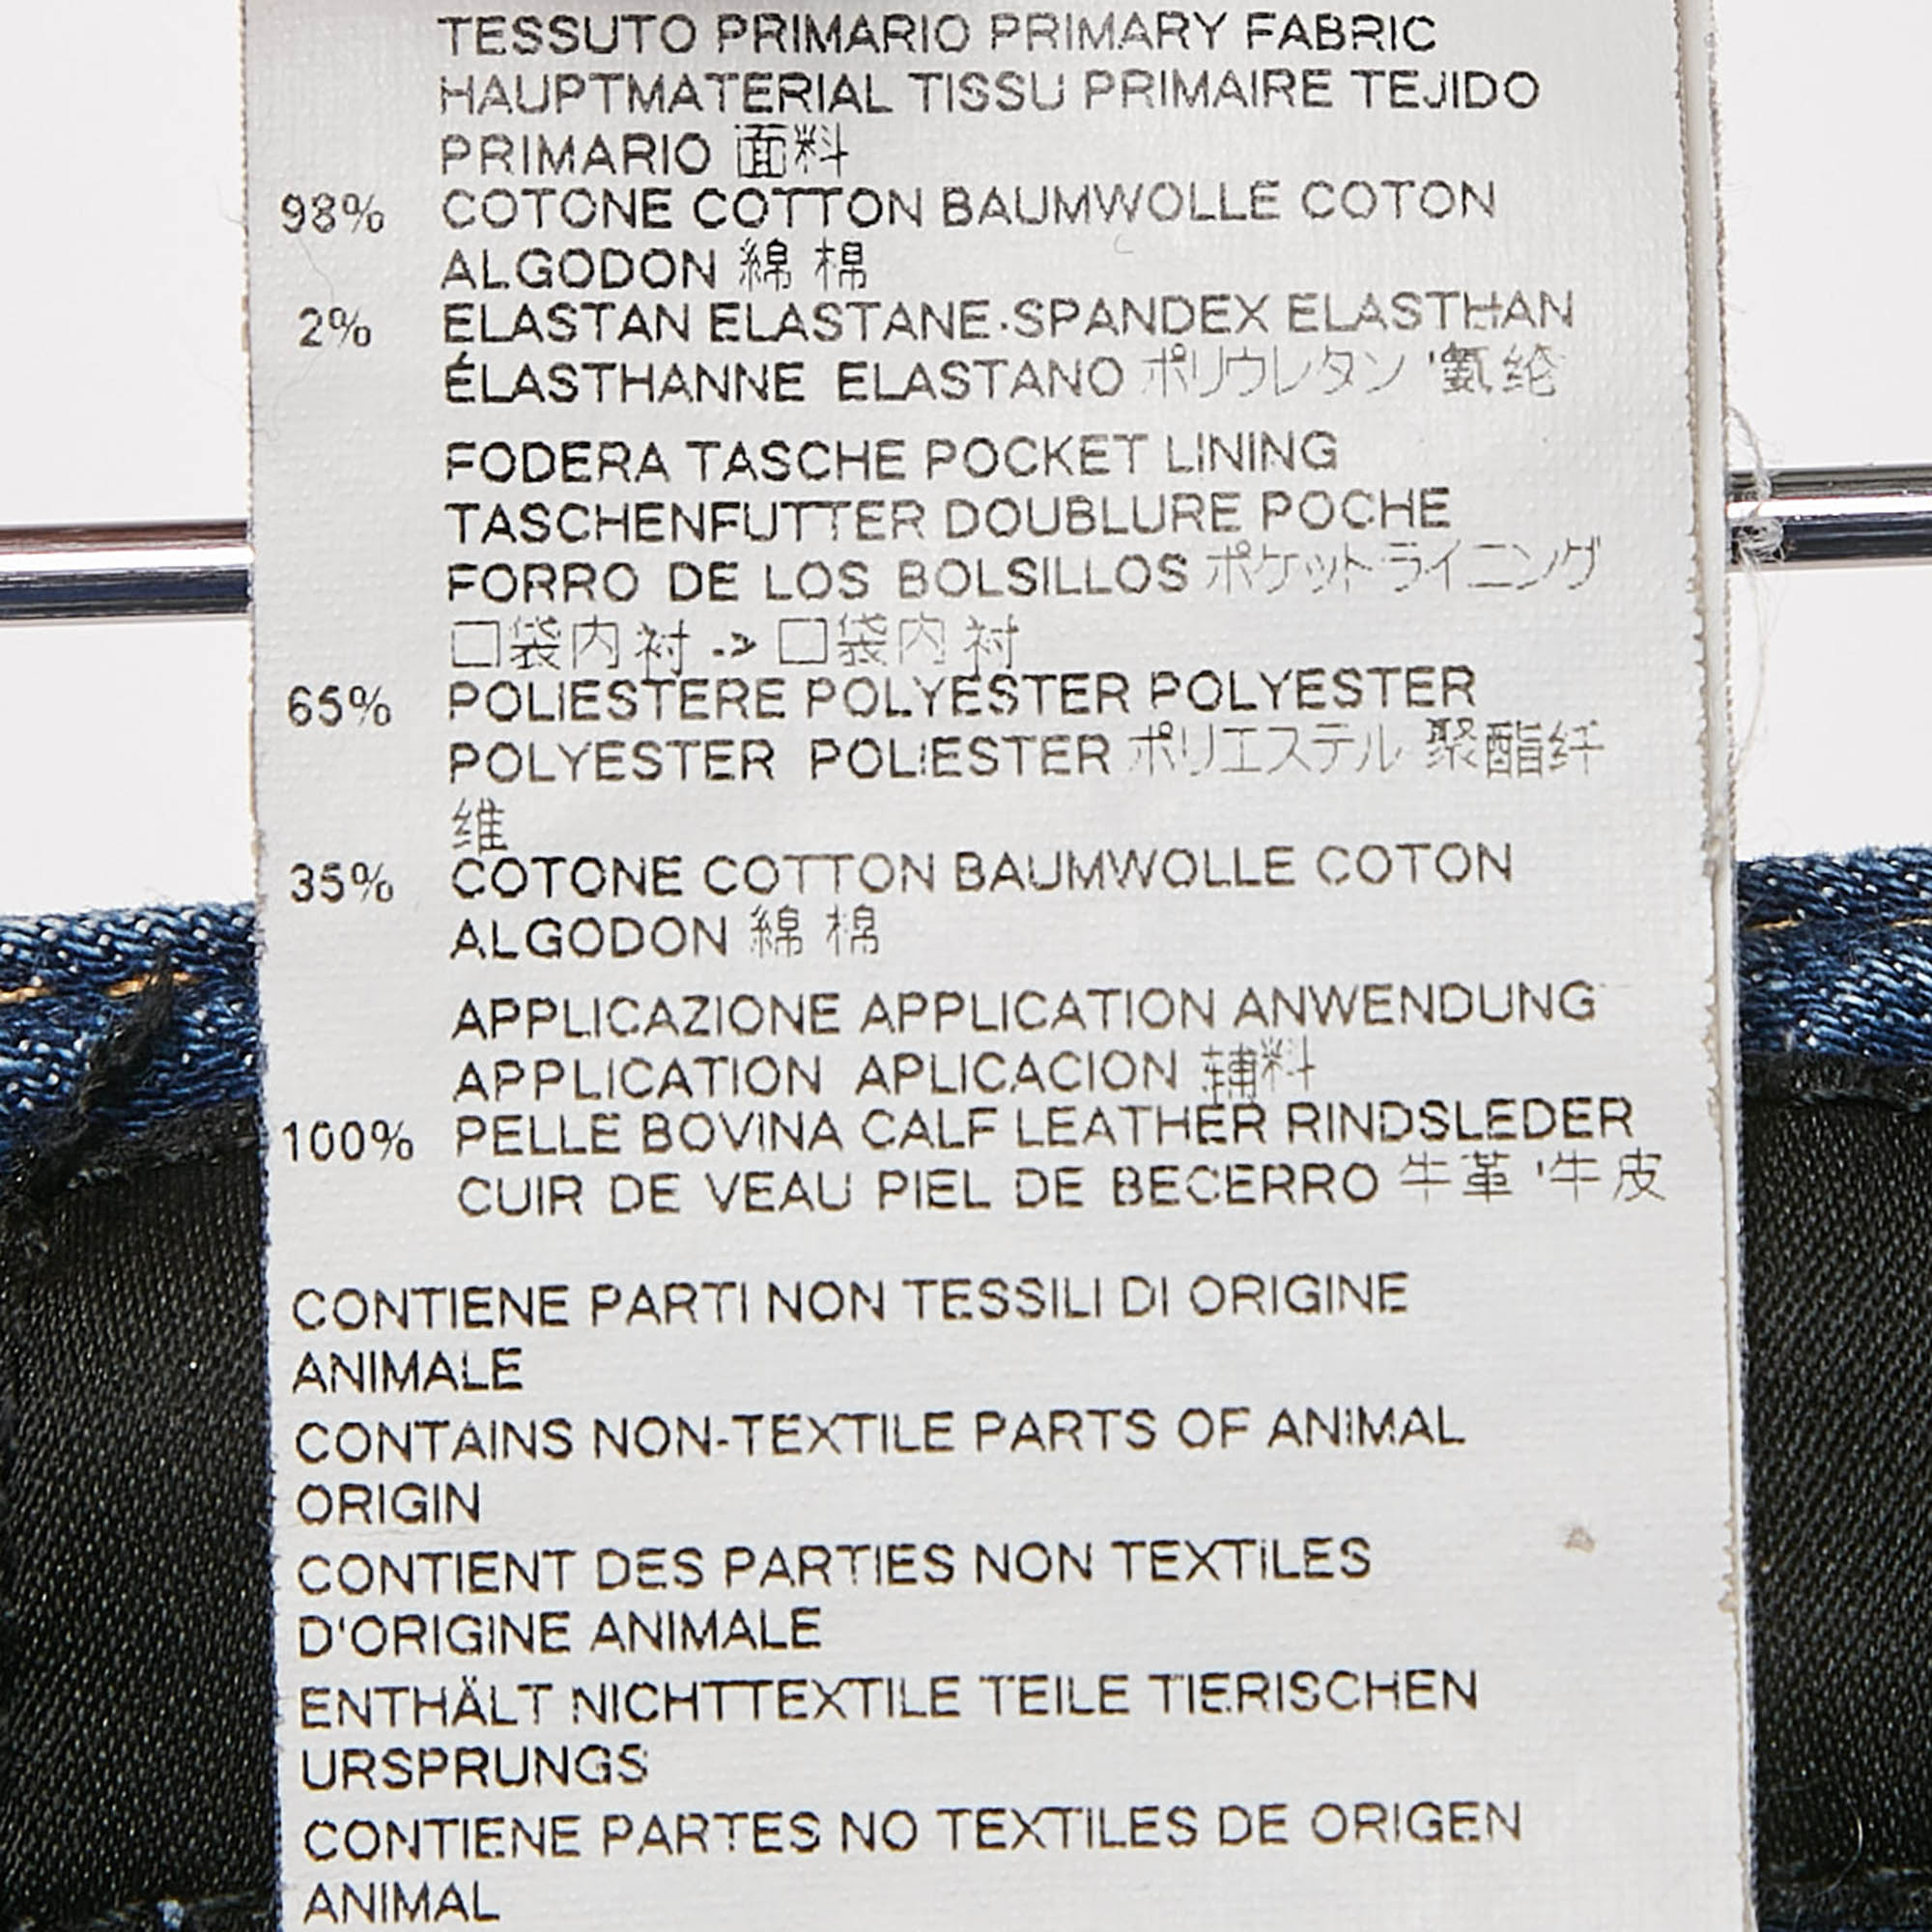 TESSUTO PRIMARIO PRIMARY FABRIC
HAUPTMATERIAL TISSU PRIMAIRE TEJIDO
PRIMARIO 面料
98% COTONE COTTON BAUMWOLLE COTON
ALGODON 綿 棉
2% ELASTAN ELASTANE-SPANDEX ELASTHAN
ÉLASTHANNE ELASTANO ポリウレタン '氨纶
FODERA TASCHE POCKET LINING
TASCHENFUTTER DOUBLURE POCHE
FORRO DE LOS BOLSILLOS ポケットライニング
口袋内衬 -> 口袋内衬
65% POLIESTERE POLYESTER POLYESTER
POLYESTER POLIESTER ポリエステル 聚酯纤
维
35% COTONE COTTON BAUMWOLLE COTON
ALGODON 綿 棉
APPLICAZIONE APPLICATION ANWENDUNG
APPLICATION APLICACION 辅料
100% PELLE BOVINA CALF LEATHER RINDSLEDER
CUIR DE VEAU PIEL DE BECERRO 牛革 '牛皮
CONTIENE PARTI NON TESSILI DI ORIGINE
ANIMALE
CONTAINS NON-TEXTILE PARTS OF ANIMAL
ORIGIN
CONTIENT DES PARTIES NON TEXTILES
D'ORIGINE ANIMALE
ENTHÄLT NICHTTEXTILE TEILE TIERISCHEN
URSPRUNGS
CONTIENE PARTES NO TEXTILES DE ORIGEN
ANIMAL